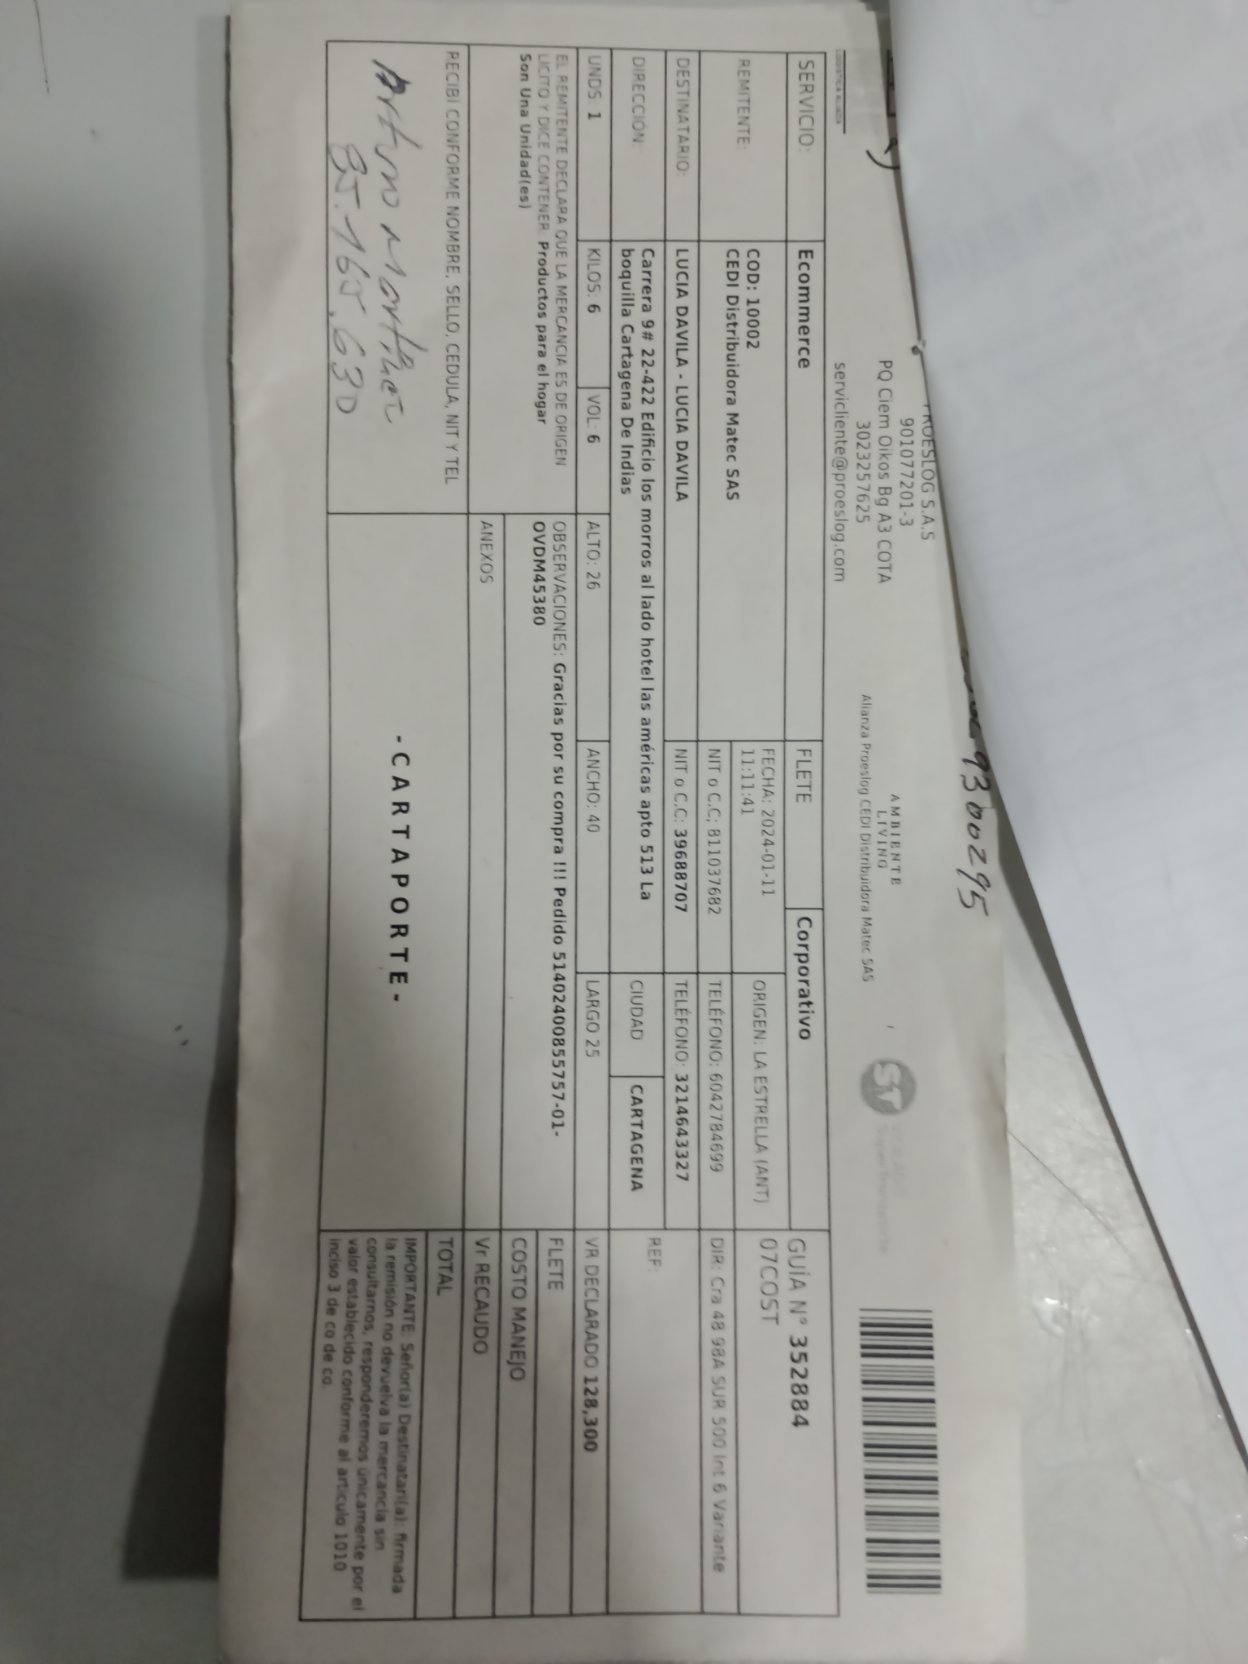 93000295
PROESLOG S.A.S
901077201-3
PQ Ciem Oikos Bg A3 COTA
3023257625
servicliente@proeslog.com
AMBIENTE
LIVING
Alianza Proeslog CEDI Distribuidora Matec SAS
ST
SERVICIO:
Ecommerce
FLETE
Corporativo
GUÍA N° 352884
07COST
REMITENTE:
COD: 10002
CEDI Distribuidora Matec SAS
FECHA: 2024-01-11
11:11:41
ORIGEN: LA ESTRELLA (ANT)
NIT o C.C: 811037682
TELÉFONO: 6042784699
DIR: Cra 48 98A SUR 500 Int 6 Variante
DESTINATARIO:
LUCIA DAVILA - LUCIA DAVILA
NIT o C.C: 39688707
TELÉFONO: 3214643327
DIRECCIÓN:
Carrera 9# 22-422 Edificio los morros al lado hotel las américas apto 513 La
boquilla Cartagena De Indias
CIUDAD
CARTAGENA
REF:
UNDS: 1
KILOS: 6
VOL: 6
ALTO: 26
ANCHO: 40
LARGO 25
VR DECLARADO 128,300
EL REMITENTE DECLARA QUE LA MERCANCIA ES DE ORIGEN
LICITO Y DICE CONTENER: Productos para el hogar
Son Una Unidad(es)
OBSERVACIONES: Gracias por su compra !!! Pedido 51402400855757-01-
OVDM45380
FLETE
COSTO MANEJO
ANEXOS
Vr RECAUDO
TOTAL
RECIBÍ CONFORME NOMBRE, SELLO, CEDULA, NIT Y TEL
85.165.630
-CARTAPORTE-
IMPORTANTE: Señor(a) Destinatari(a): firmada
la remisión no devuelva la mercancía sin
consultarnos, responderemos únicamente por el
valor establecido conforme al artículo 1010
inciso 3 de co de co.